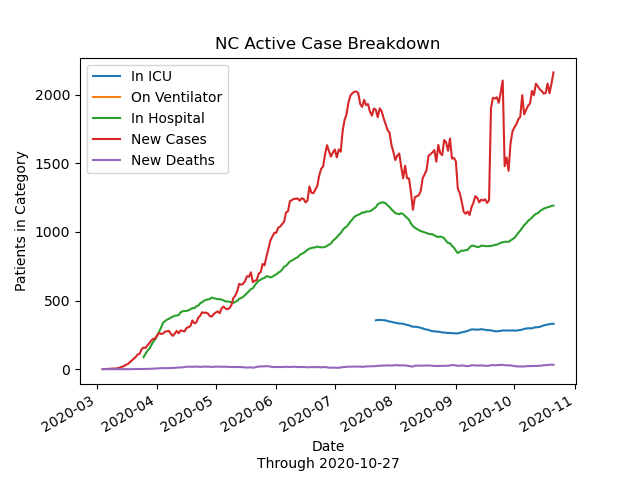 NC Active Case Breakdown
In ICU
On Ventilator
In Hospital
New Cases
New Deaths
Patients in Category
2000
1500
1000
500
0
2020-03
2020-04
2020-05
2020-06
2020-07
2020-08
2020-09
2020-10
2020-11
Date
Through 2020-10-27